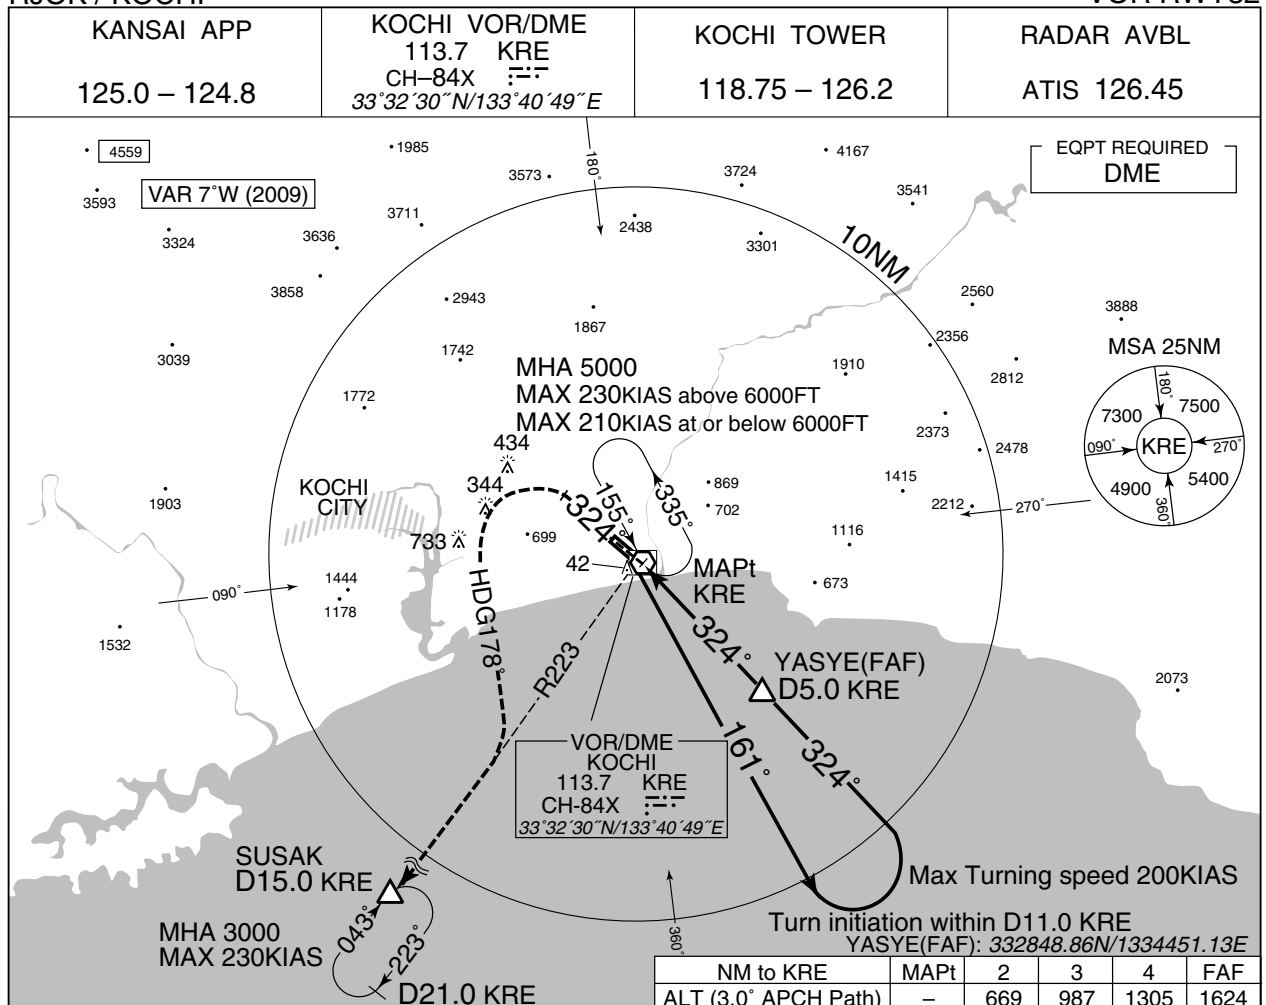 RJOK / KOCHI
VOR RWY32
KANSAI APP
125.0 – 124.8
KOCHI VOR/DME
113.7 KRE
CH–84X
33°32´30˝N/133°40´49˝E
KOCHI TOWER
118.75 – 126.2
RADAR AVBL
ATIS 126.45
4559
VAR 7°W (2009)
EQPT REQUIRED
DME
1985
180°
3573
3724
4167
3541
3593
3324
3636
3711
2438
3301
10NM
3858
2943
1867
2560
3888
3039
1742
2356
MSA 25NM
MHA 5000
MAX 230KIAS above 6000FT
MAX 210KIAS at or below 6000FT
1910
2812
180°
7300
7500
090°
KRE
270°
4900
5400
360°
1772
2373
2478
434
344
KOCHI
CITY
1903
155°
335°
869
702
1415
2212
270°
733
699
324°
1116
42
MAPt
KRE
673
090°
1444
1178
HDG178°
1532
R223
324°
YASYE(FAF)
D5.0 KRE
2073
VOR/DME
KOCHI
113.7 KRE
CH-84X
33°32´30˝N/133°40´49˝E
161°
324°
SUSAK
D15.0 KRE
Max Turning speed 200KIAS
MHA 3000
MAX 230KIAS
043°
223°
D21.0 KRE
360°
Turn initiation within D11.0 KRE
YASYE(FAF): 332848.86N/1334451.13E
NM to KRE MAPt 2 3 4 FAF
ALT (3.0° APCH Path) – 669 987 1305 1624